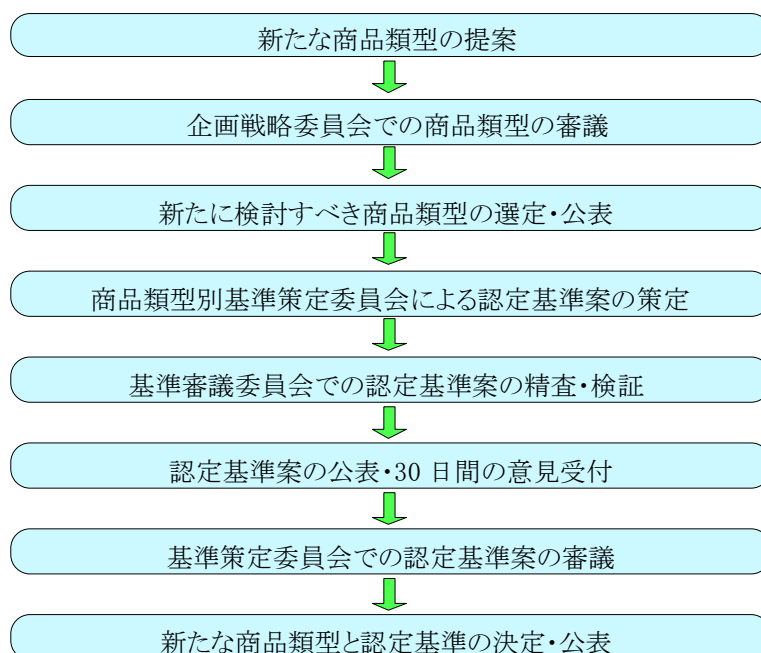 新たな商品類型の提案
企画戦略委員会での商品類型の審議
新たに検討すべき商品類型の選定・公表
商品類型別基準策定委員会による認定基準案の策定
基準審議委員会での認定基準案の精査・検証
認定基準案の公表・30 日間の意見受付
基準策定委員会での認定基準案の審議
新たな商品類型と認定基準の決定・公表